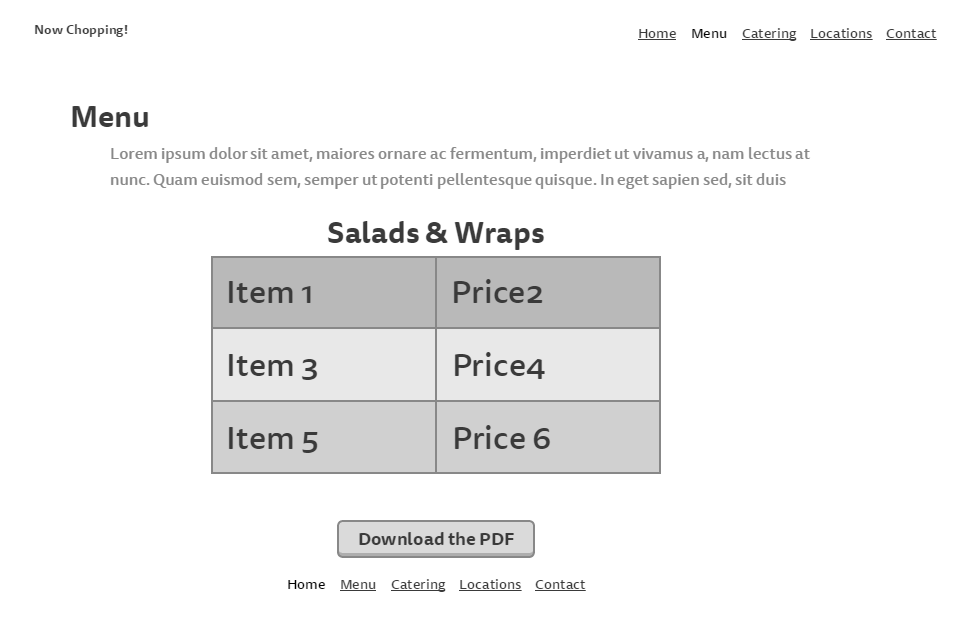 Now Chopping!
Home Menu Catering Locations Contact
Menu
Lorem ipsum dolor sit amet, maiores ornare ac fermentum, imperdiet ut vivamus a, nam lectus at
nunc. Quam euismod sem, semper ut potenti pellentesque quisque. In eget sapien sed, sit duis
Salads & Wraps
Item 1 Price2
Item 3 Price4
Item 5 Price 6
Download the PDF
Home Menu Catering Locations Contact